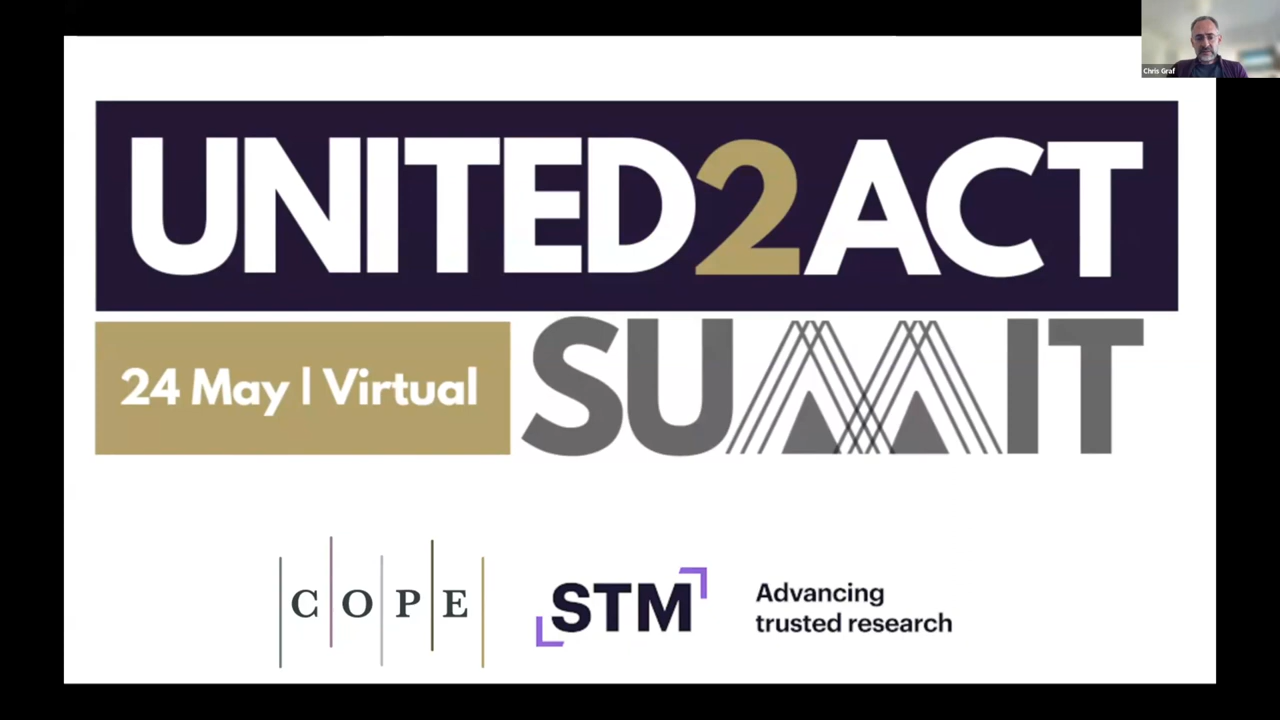 Chris Graf
UNITED2ACT
24 May | Virtual
SUMMIT
COPE
STM
Advancing
trusted research